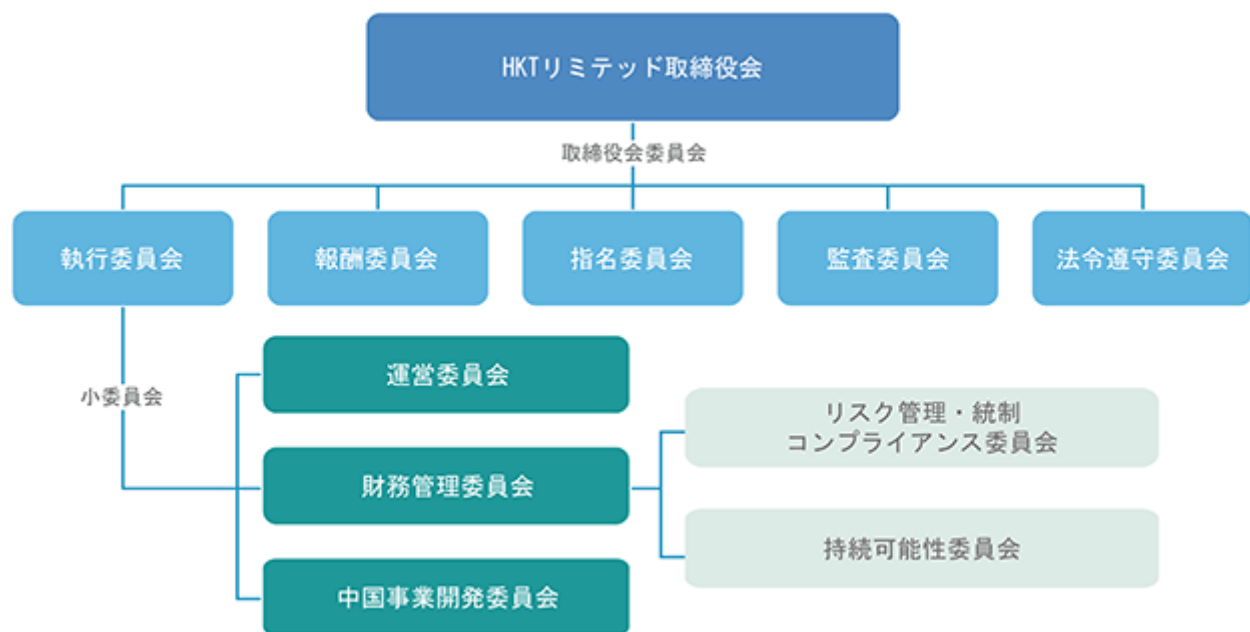 HKTリミテッド取締役会
取締役会委員会
執行委員会
報酬委員会
指名委員会
監査委員会
法令遵守委員会
小委員会
運営委員会
財務管理委員会
中国事業開発委員会
リスク管理・統制
コンプライアンス委員会
持続可能性委員会